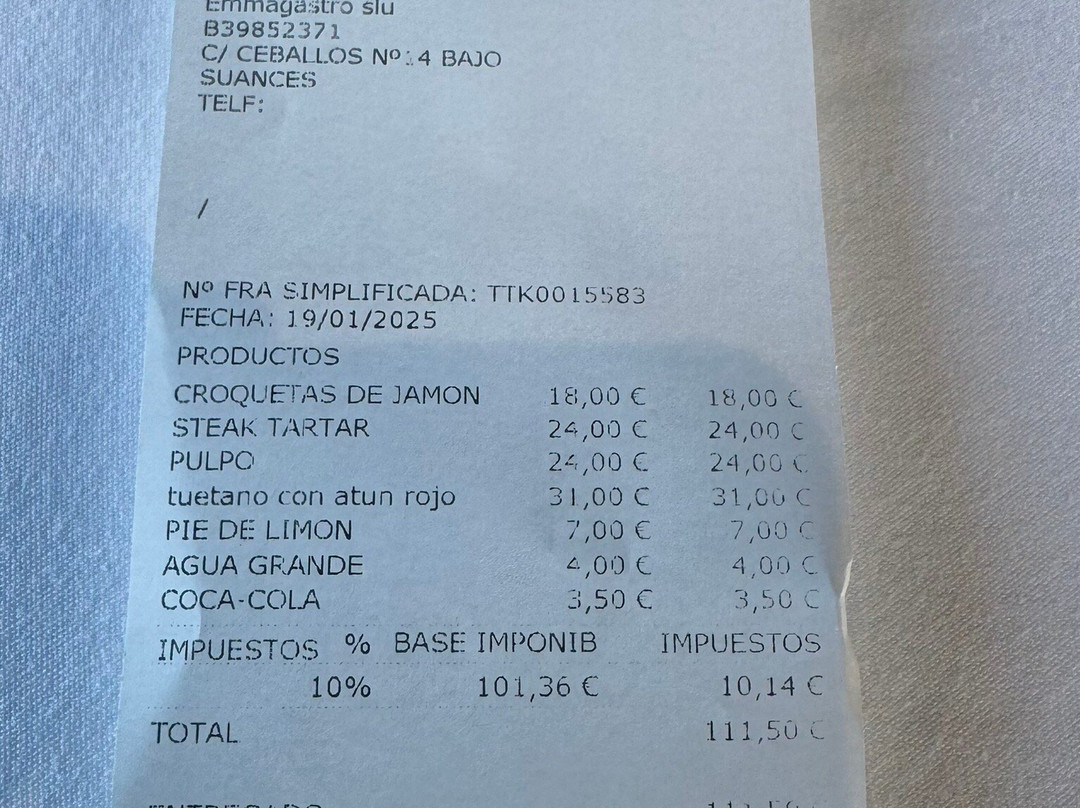 Emmagastro slu
B39852371
C/ CEBALLOS Nº 14 BAJO
SUANCES
TELF:
/
Nº FRA SIMPLIFICADA: TTK0015583
FECHA: 19/01/2025
PRODUCTOS
CROQUETAS DE JAMON 18,00 € 18,00 €
STEAK TARTAR 24,00 € 24,00 €
PULPO 24,00 € 24,00 €
tuetano con atun rojo 31,00 € 31,00 €
PIE DE LIMON 7,00 € 7,00 €
AGUA GRANDE 4,00 € 4,00 €
COCA-COLA 3,50 € 3,50 €
IMPUESTOS % BASE IMPONIB IMPUESTOS
10% 101,36 € 10,14 €
TOTAL 111,50 €